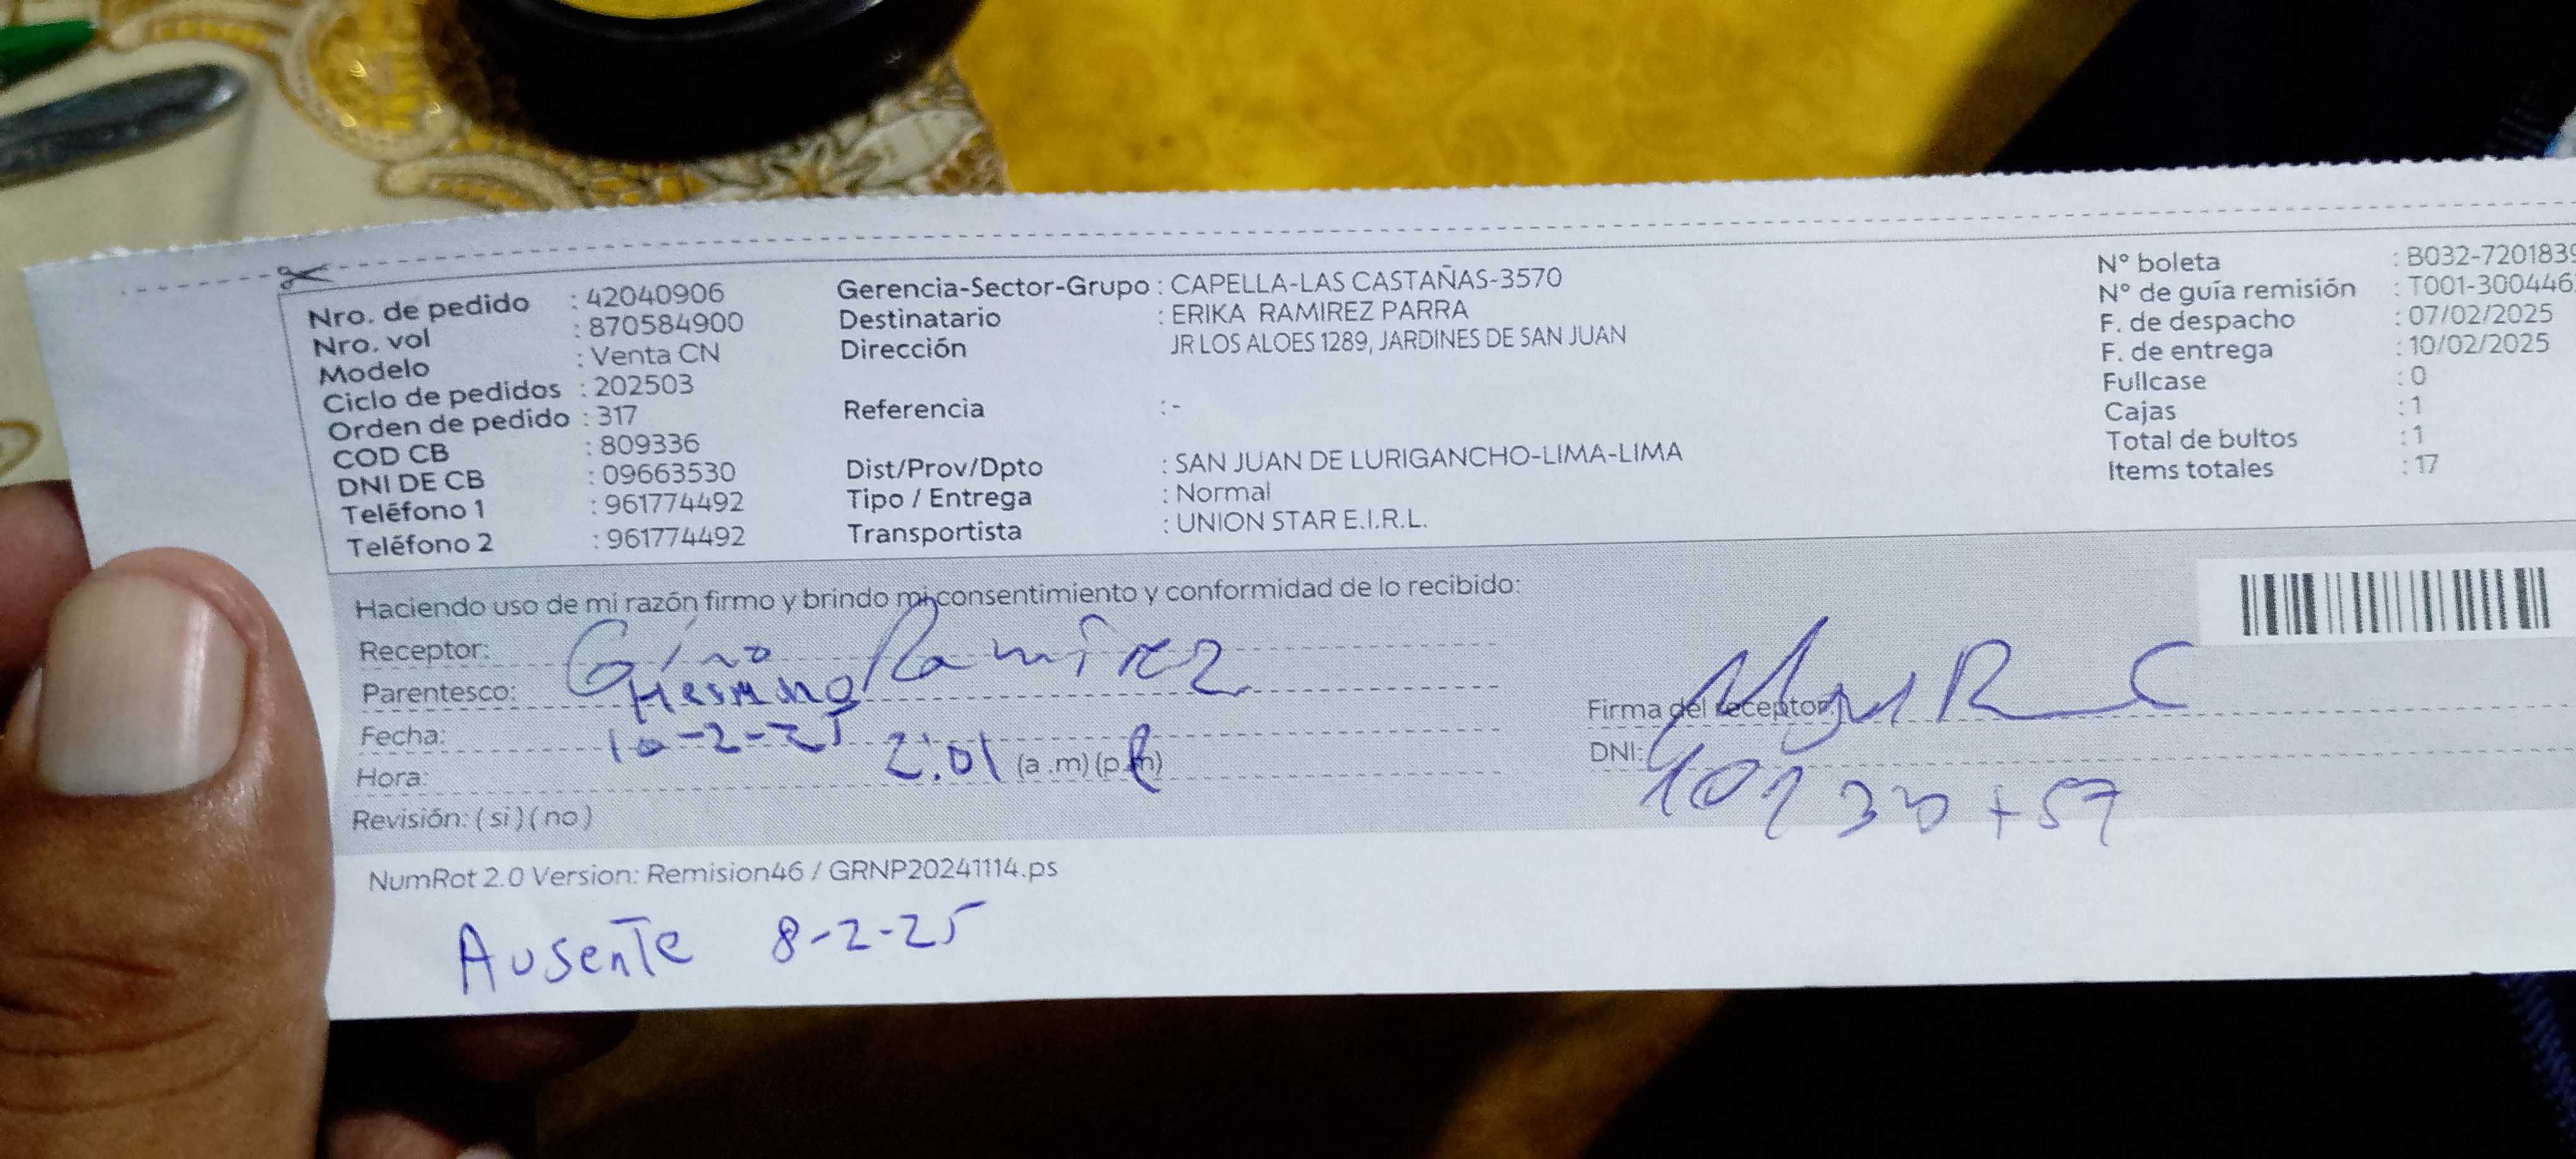 Nro. de pedido : 42040906
Nro. vol : 870584900
Modelo : Venta CN
Ciclo de pedidos : 202503
Orden de pedido : 317
COD CB : 809336
DNI DE CB : 09663530
Teléfono 1 : 961774492
Teléfono 2 : 961774492
Gerencia-Sector-Grupo : CAPELLA-LAS CASTAÑAS-3570
Destinatario : ERIKA RAMIREZ PARRA
Dirección JR LOS ALOES 1289, JARDINES DE SAN JUAN
Referencia : -
Dist/Prov/Dpto : SAN JUAN DE LURIGANCHO-LIMA-LIMA
Tipo / Entrega : Normal
Transportista : UNION STAR E.I.R.L.
N° boleta : B032-7201839
N° de guía remisión : T001-300446
F. de despacho : 07/02/2025
F. de entrega : 10/02/2025
Fullcase : 0
Cajas : 1
Total de bultos : 1
Items totales : 17
Haciendo uso de mi razón firmo y brindo mi consentimiento y conformidad de lo recibido:
Receptor: Gino Ramirez
Parentesco: Hermano
Fecha: 10-2-25
Hora: 2:01 (a.m) (p.m)
Revisión: ( si ) ( no )
Firma del receptor:
DNI:
NumRot 2.0 Version: Remision46 / GRNP20241114.ps
Ausente 8-2-25